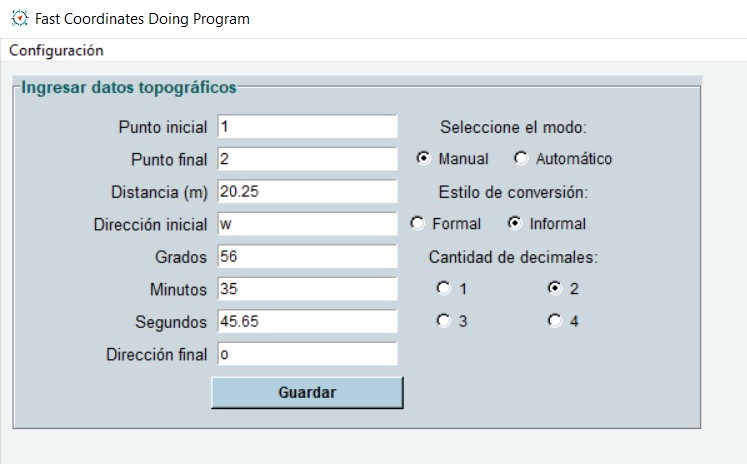 Fast Coordinates Doing Program
Configuración
Ingresar datos topográficos
Punto inicial 1 Seleccione el modo:
Punto final 2 Manual Automático
Distancia (m) 20.25 Estilo de conversión:
Dirección inicial w Formal Informal
Grados 56 Cantidad de decimales:
Minutos 35 1 2
Segundos 45.65 3 4
Dirección final o
Guardar